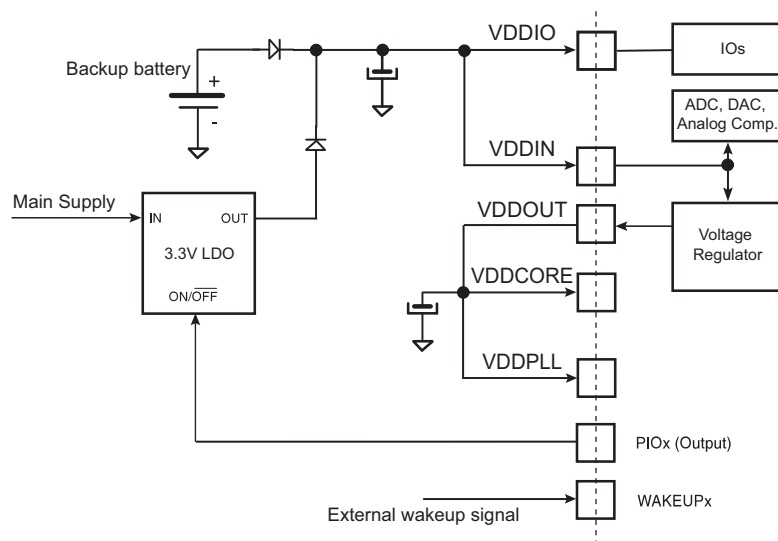 VDDIO
IOs
Backup battery
+
-
ADC, DAC,
Analog Comp.
VDDIN
Main Supply
IN
OUT
3.3V LDO
ON/OFF
VDDOUT
Voltage
Regulator
VDDCORE
VDDPLL
PIOx (Output)
External wakeup signal
WAKEUPx